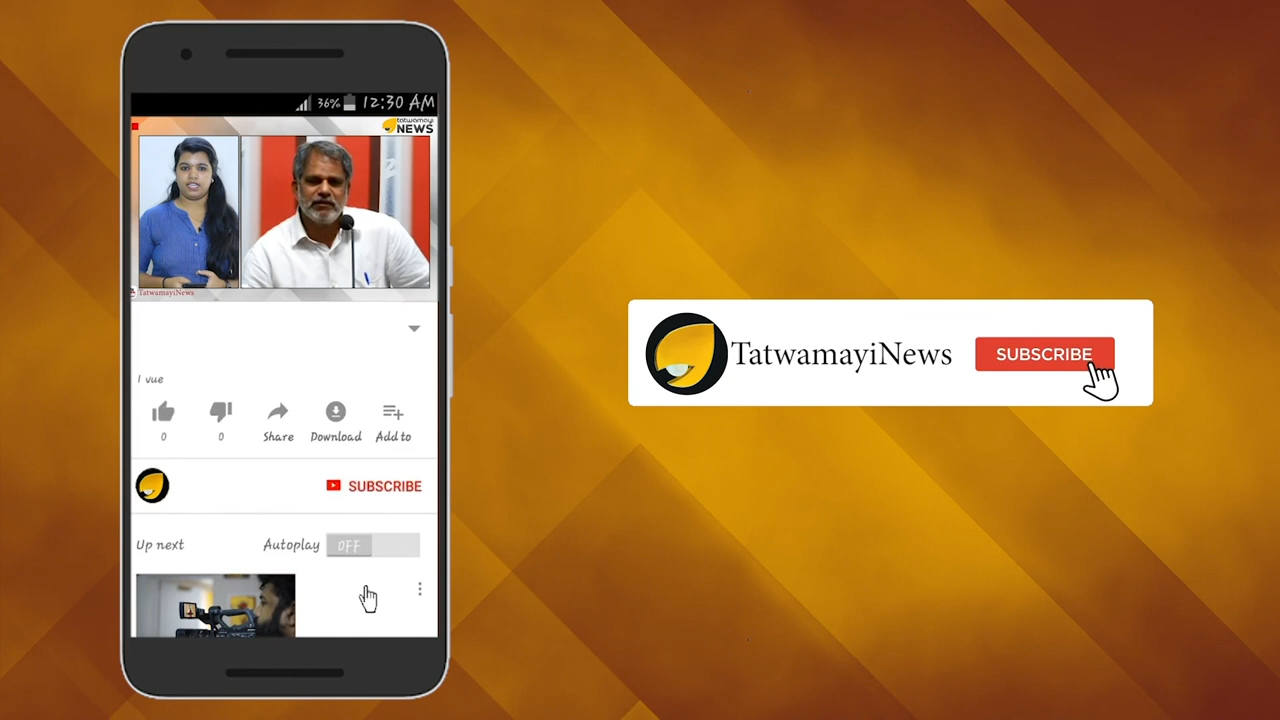 36% 12:30 AM
tatwamayi
NEWS
TatwamayiNews
1 vue
0 0 Share Download Add to
SUBSCRIBE
Up next Autoplay OFF
TatwamayiNews SUBSCRIBE